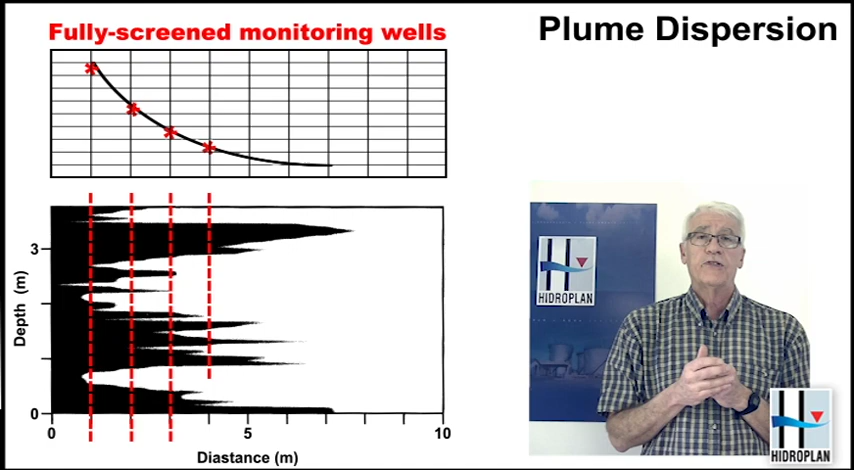 Fully-screened monitoring wells
Plume Dispersion
Depth (m)
3
0
0
5
10
Diastance (m)
HIDROPLAN
HIDROPLAN